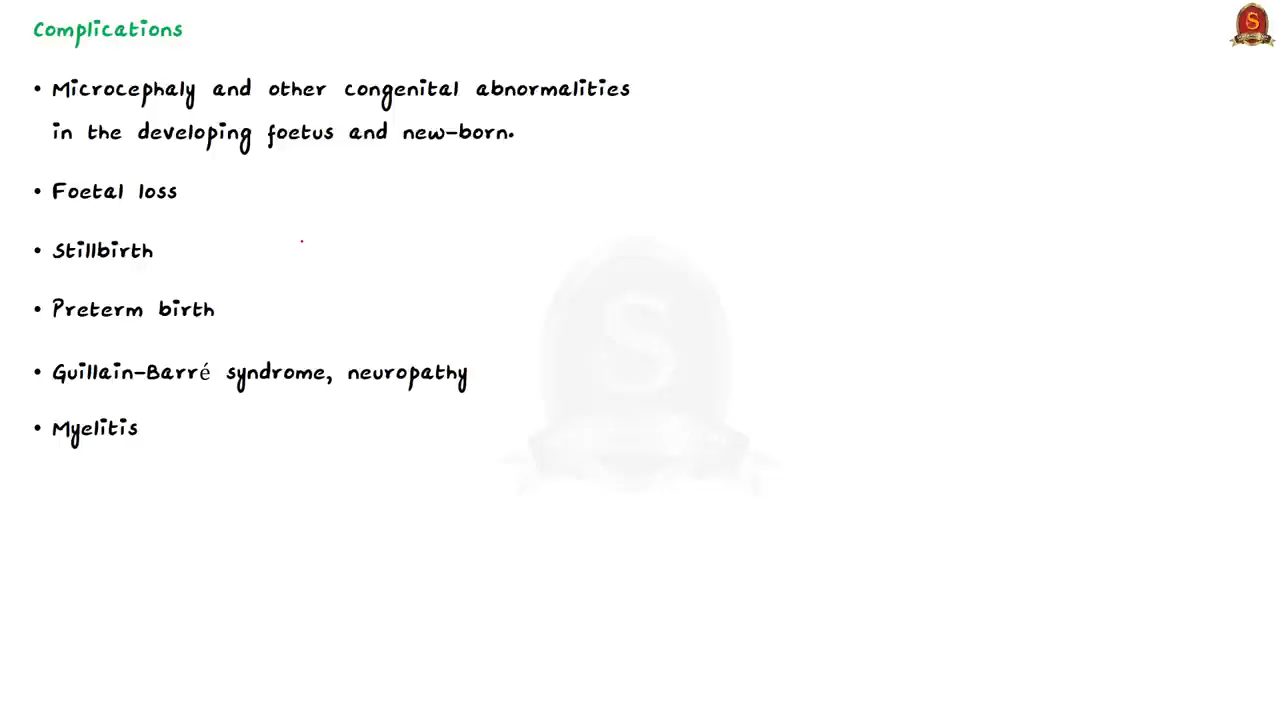 Complications
• Microcephaly and other congenital abnormalities
in the developing foetus and new-born.
• Foetal loss
• Stillbirth
• Preterm birth
• Guillain-Barré syndrome, neuropathy
• Myelitis
S
S